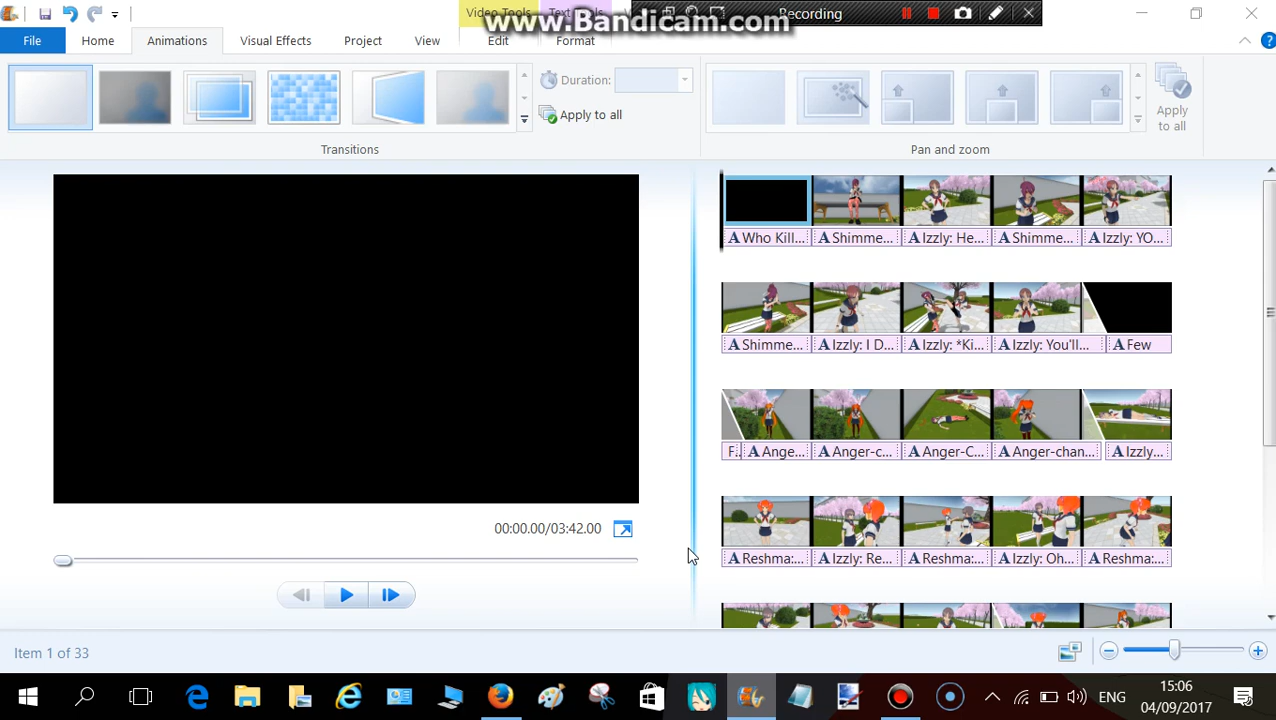 Video Tools
www.Bandicam.com
Recording
File
Home
Animations
Visual Effects
Project
View
Edit
Format
Duration:
Apply to all
Apply
to all
Transitions
Pan and zoom
Who Kill...
Shimme...
Izzly: He...
Shimme...
Izzly: YO...
Shimme...
Izzly: I D...
Izzly: *Ki...
Izzly: You'll...
Few
F..
Ange...
Anger-c...
Anger-C...
Anger-chan...
Izzly...
00:00.00/03:42.00
Reshma:...
Izzly: Re...
Reshma:...
Izzly: Oh...
Reshma:...
Item 1 of 33
ENG
15:06
04/09/2017